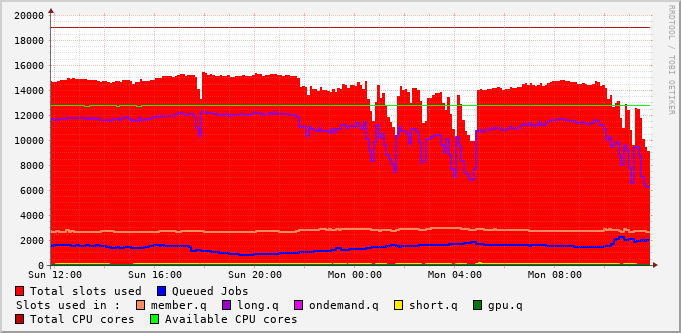 20000
18000
16000
14000
12000
10000
8000
6000
4000
2000
0
Sun 12:00 Sun 16:00 Sun 20:00 Mon 00:00 Mon 04:00 Mon 08:00
RRDTOOL / TOBI OETIKER
Total slots used Queued Jobs
Slots used in : member.q long.q ondemand.q short.q gpu.q
Total CPU cores Available CPU cores